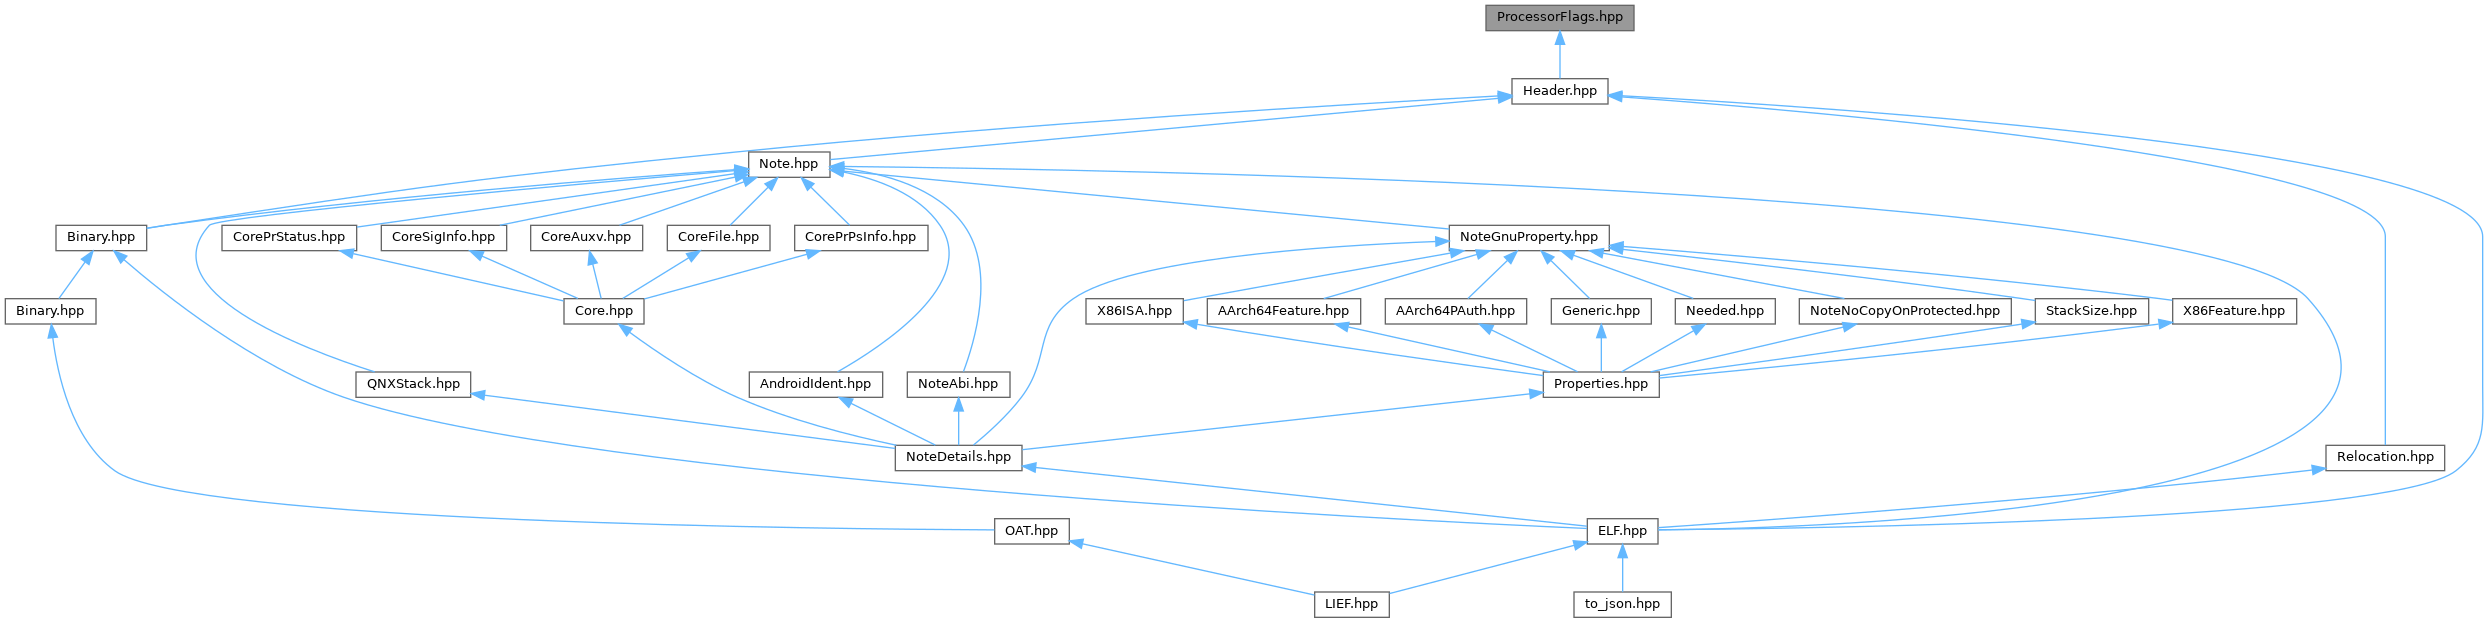 ProcessorFlags.hpp
Header.hpp
Note.hpp
Binary.hpp
CorePrStatus.hpp
CoreSigInfo.hpp
CoreAuxv.hpp
CoreFile.hpp
CorePrPsInfo.hpp
NoteGnuProperty.hpp
Binary.hpp
Core.hpp
X86ISA.hpp
AArch64Feature.hpp
AArch64PAuth.hpp
Generic.hpp
Needed.hpp
NoteNoCopyOnProtected.hpp
StackSize.hpp
X86Feature.hpp
QNXStack.hpp
AndroidIdent.hpp
NoteAbi.hpp
Properties.hpp
NoteDetails.hpp
Relocation.hpp
OAT.hpp
ELF.hpp
LIEF.hpp
to_json.hpp